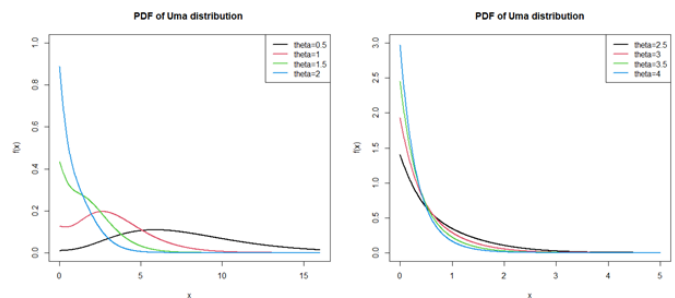 PDF of Uma distribution
theta=0.5
theta=1
theta=1.5
theta=2
f(x)
0.0
0.2
0.4
0.6
0.8
1.0
0
5
10
15
x
PDF of Uma distribution
theta=2.5
theta=3
theta=3.5
theta=4
f(x)
0.0
0.5
1.0
1.5
2.0
2.5
3.0
0
1
2
3
4
5
x